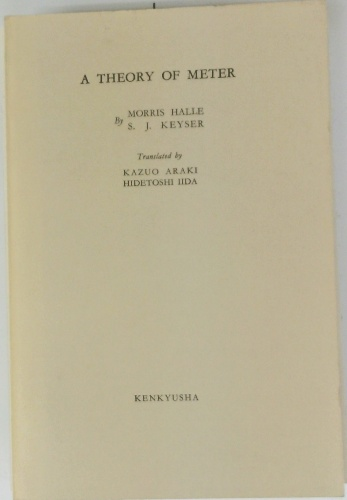 A THEORY OF METER
By MORRIS HALLE
S. J. KEYSER
Translated by
KAZUO ARAKI
HIDETOSHI IIDA
KENKYUSHA